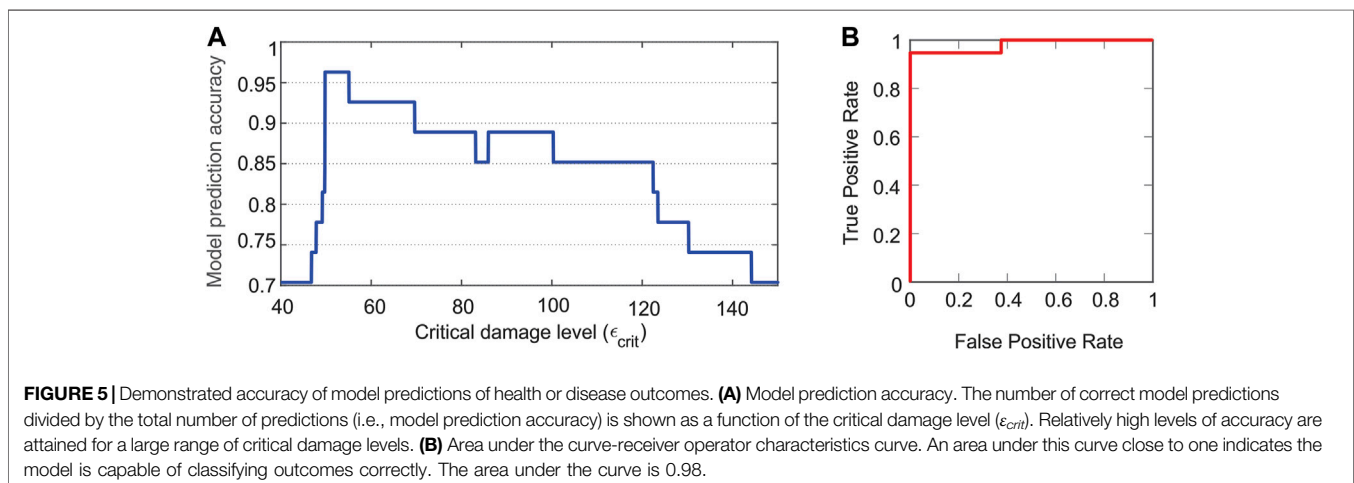 A
Model prediction accuracy
1
0.95
0.9
0.85
0.8
0.75
0.7
40
60
80
100
120
140
Critical damage level (ϵcrit)
B
True Positive Rate
1
0.8
0.6
0.4
0.2
0
0
0.2
0.4
0.6
0.8
1
False Positive Rate
FIGURE 5 | Demonstrated accuracy of model predictions of health or disease outcomes. (A) Model prediction accuracy. The number of correct model predictions
divided by the total number of predictions (i.e., model prediction accuracy) is shown as a function of the critical damage level (εcrit). Relatively high levels of accuracy are
attained for a large range of critical damage levels. (B) Area under the curve-receiver operator characteristics curve. An area under this curve close to one indicates the
model is capable of classifying outcomes correctly. The area under the curve is 0.98.